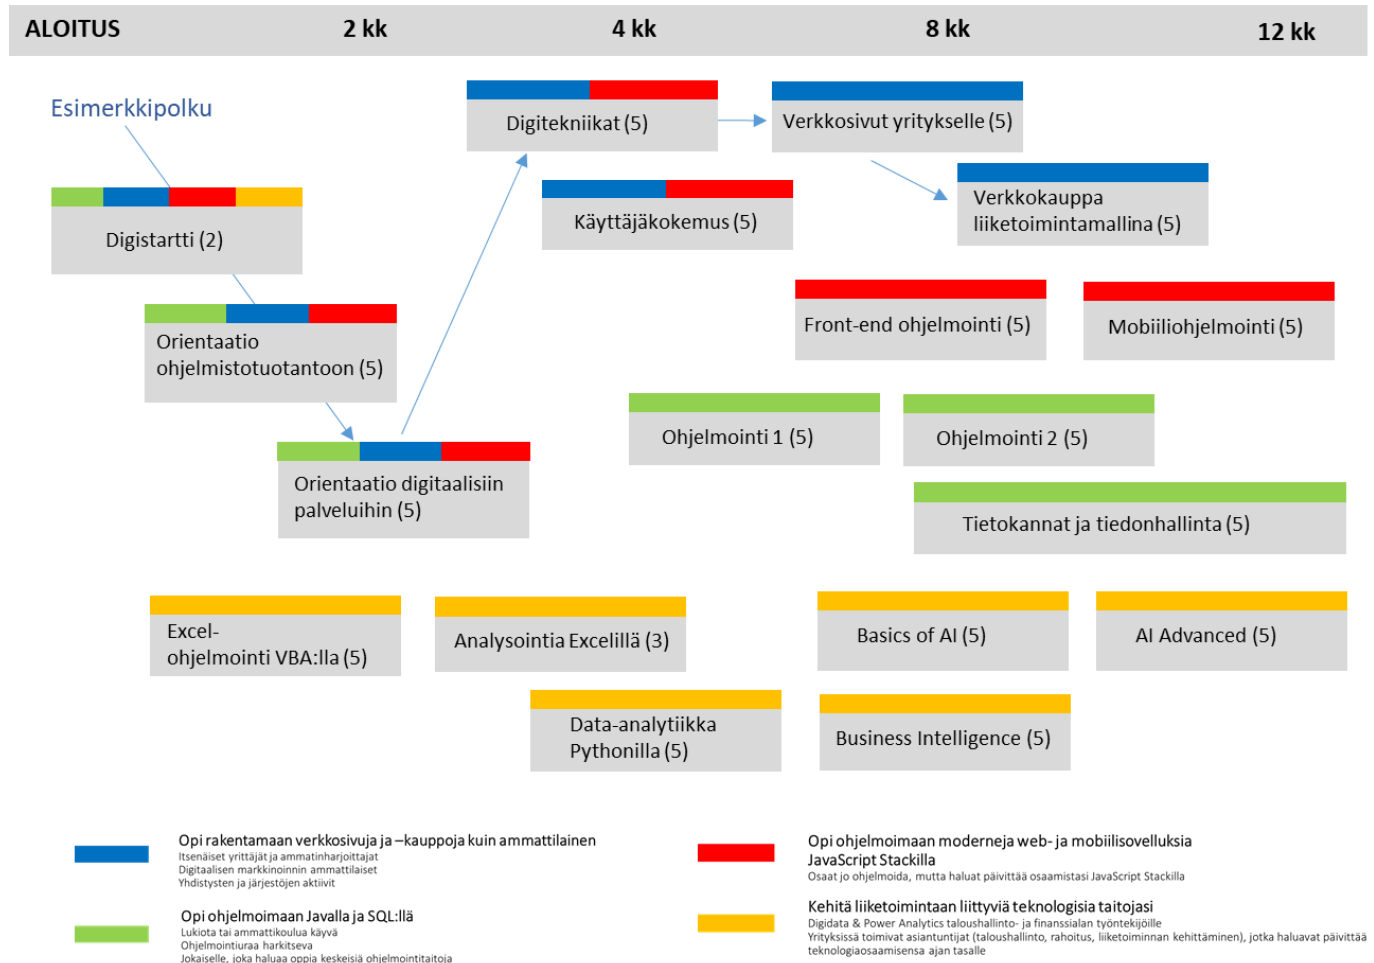 ALOITUS 2 kk 4 kk 8 kk 12 kk
Esimerkkipolku
Digitekniikat (5)
Verkkosivut yritykselle (5)
Digistartti (2)
Käyttäjäkokemus (5)
Verkkokauppa
liiketoimintamallina (5)
Orientaatio
ohjelmistotuotantoon (5)
Front-end ohjelmointi (5)
Mobiiliohjelmointi (5)
Ohjelmointi 1 (5)
Ohjelmointi 2 (5)
Orientaatio digitaalisiin
palveluihin (5)
Tietokannat ja tiedonhallinta (5)
Excel-
ohjelmointi VBA:lla (5)
Analysointia Excelillä (3)
Basics of AI (5)
AI Advanced (5)
Data-analytiikka
Pythonilla (5)
Business Intelligence (5)
Opi rakentamaan verkkosivuja ja –kauppoja kuin ammattilainen
Itsenäiset yrittäjät ja ammatinharjoittajat
Digitaalisen markkinoinnin ammattilaiset
Yhdistysten ja järjestöjen aktiivit
Opi ohjelmoimaan moderneja web- ja mobiilisovelluksia
JavaScript Stackilla
Osaat jo ohjelmoida, mutta haluat päivittää osaamistasi JavaScript Stackilla
Opi ohjelmoimaan Javalla ja SQL:llä
Lukiota tai ammattikoulua käyvä
Ohjelmointiuraa harkitseva
Jokaiselle, joka haluaa oppia keskeisiä ohjelmointitaitoja
Kehitä liiketoimintaan liittyviä teknologisia taitojasi
Digidata & Power Analytics taloushallinto- ja finanssialan työntekijöille
Yrityksissä toimivat asiantuntijat (taloushallinto, rahoitus, liiketoiminnan kehittäminen), jotka haluavat päivittää
teknologiaosaamisensa ajan tasalle